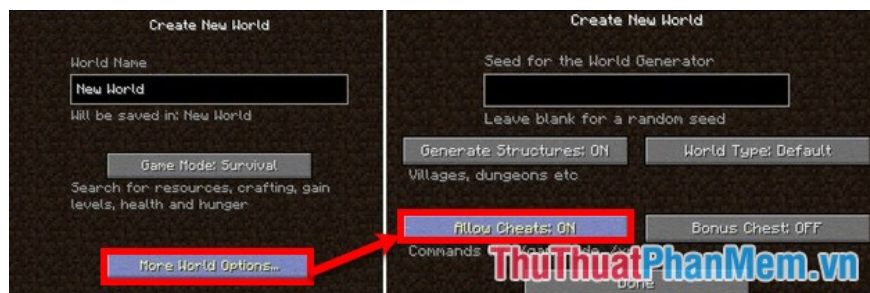 Create New World
World Name
New World
Will be saved in: New World
Game Mode: Survival
Search for resources, crafting, gain
levels, health and hunger
More World Options...
Create New World
Seed for the World Generator
Leave blank for a random seed
Generate Structures: ON
World Type: Default
Villages, dungeons etc
Allow Cheats: ON
Bonus Chest: OFF
Commands
ThuThuatPhanMem.vn
Done